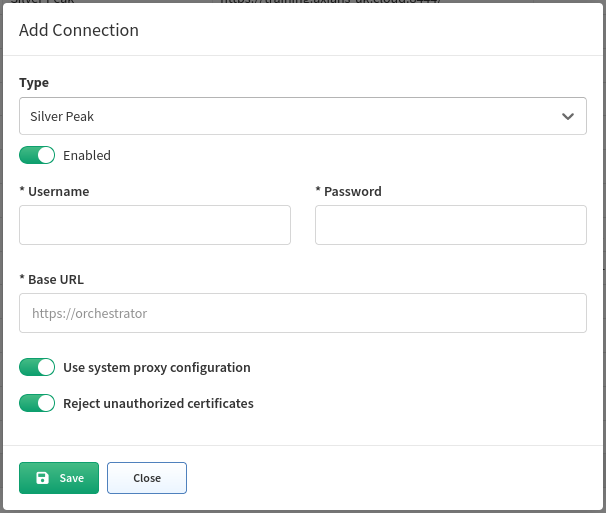 Add Connection
Type
Silver Peak
Enabled
* Username
* Password
* Base URL
https://orchestrator
Use system proxy configuration
Reject unauthorized certificates
Save
Close